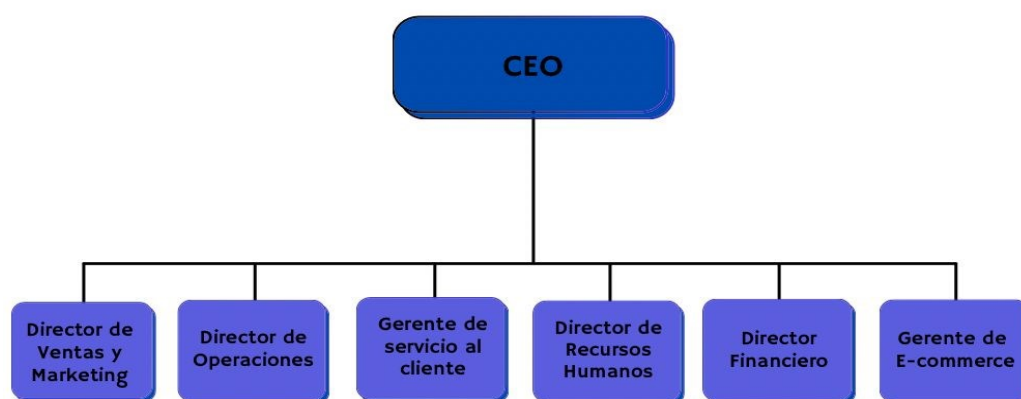 CEO
Director de
Ventas y
Marketing
Director de
Operaciones
Gerente de
servicio al
cliente
Director de
Recursos
Humanos
Director
Financiero
Gerente de
E-commerce